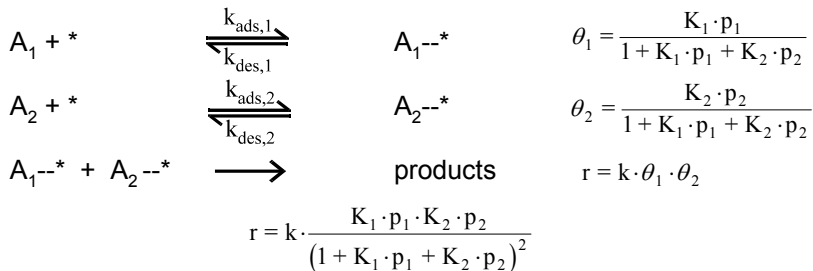 A₁ + * k_ads,1 k_des,1 A₁--* θ₁ = K₁·p₁ / (1 + K₁·p₁ + K₂·p₂)
A₂ + * k_ads,2 k_des,2 A₂--* θ₂ = K₂·p₂ / (1 + K₁·p₁ + K₂·p₂)
A₁--* + A₂--* ⟶ products r = k·θ₁·θ₂
r = k· K₁·p₁·K₂·p₂ / (1 + K₁·p₁ + K₂·p₂)²